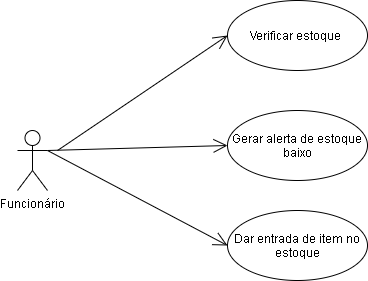 Verificar estoque
Gerar alerta de estoque
baixo
Funcionário
Dar entrada de item no
estoque